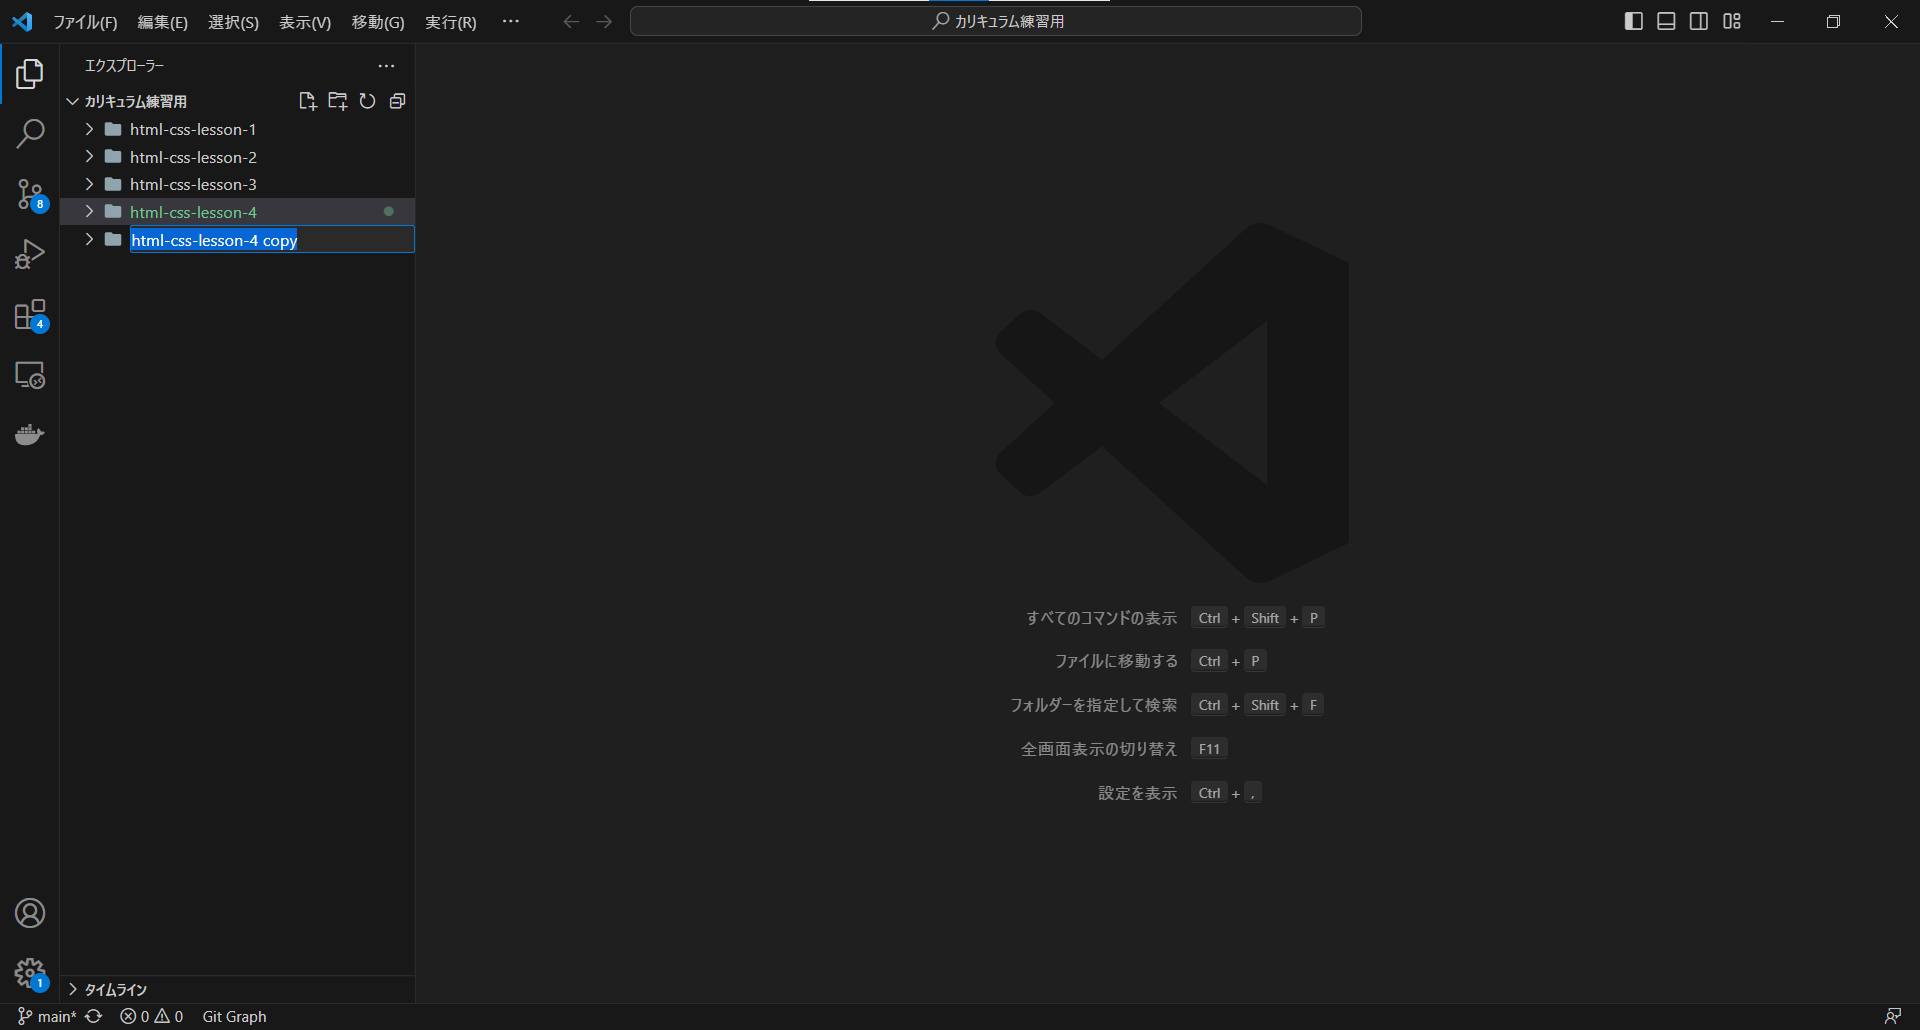 ファイル(F) 編集(E) 選択(S) 表示(V) 移動(G) 実行(R) … カリキュラム練習用
エクスプローラー …
カリキュラム練習用
html-css-lesson-1
html-css-lesson-2
html-css-lesson-3
html-css-lesson-4
html-css-lesson-4 copy
8
4
すべてのコマンドの表示 Ctrl + Shift + P
ファイルに移動する Ctrl + P
フォルダーを指定して検索 Ctrl + Shift + F
全画面表示の切り替え F11
設定を表示 Ctrl + ,
1
タイムライン
main* 0 0 Git Graph